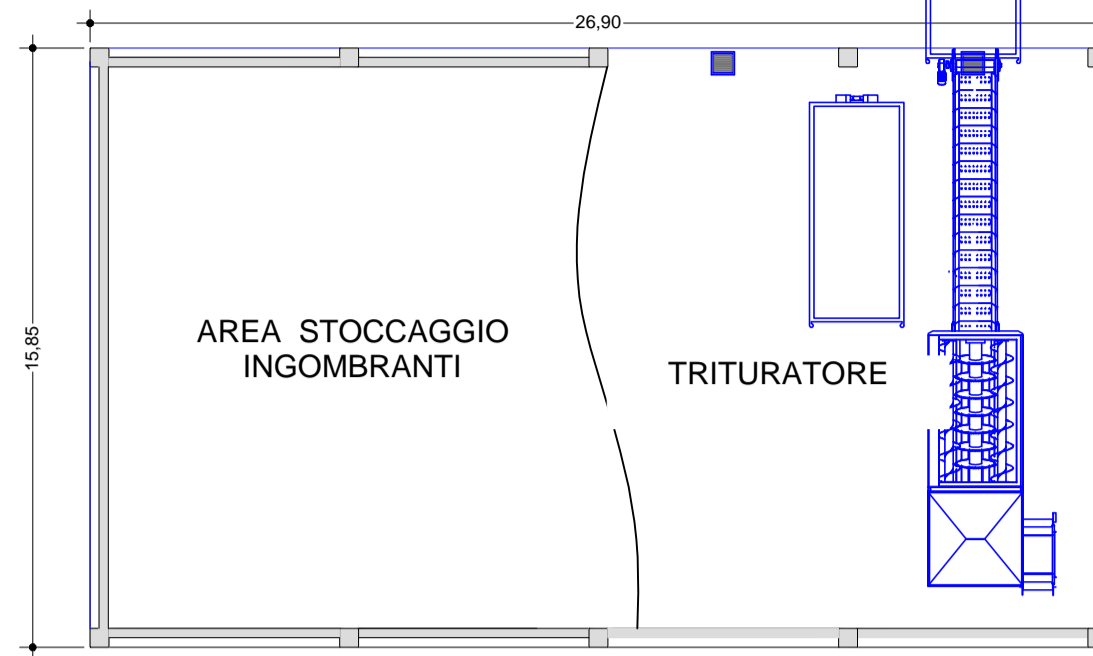 26,90
15,85
AREA STOCCAGGIO
INGOMBRANTI
TRITURATORE